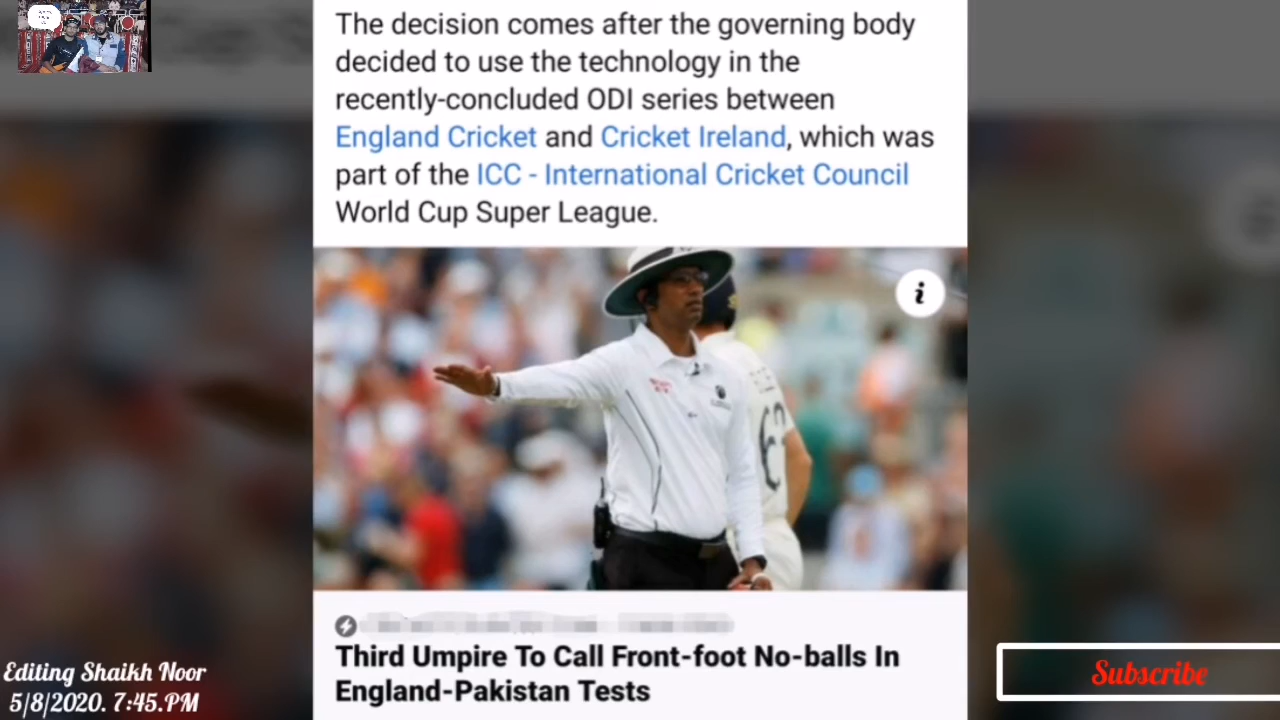 The decision comes after the governing body
decided to use the technology in the
recently-concluded ODI series between
England Cricket and Cricket Ireland, which was
part of the ICC - International Cricket Council
World Cup Super League.
i
Third Umpire To Call Front-foot No-balls In
England-Pakistan Tests
Editing Shaikh Noor
5/8/2020. 7:45.PM
Subscribe